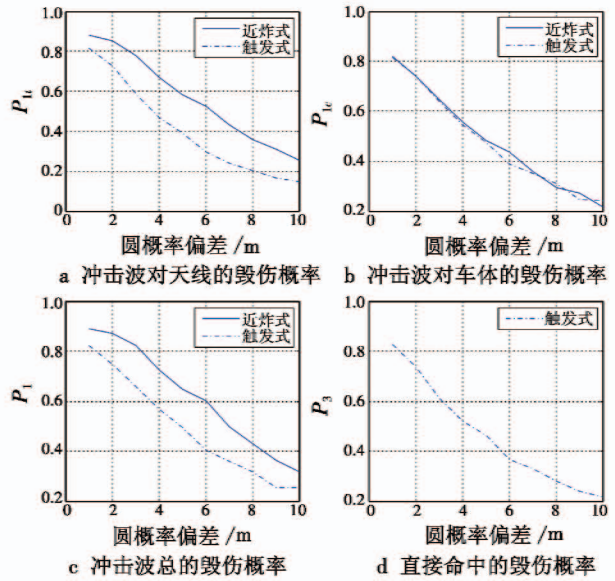 1.0
0.8
0.6
0.4
0.2
0
P1t
近炸式
触发式
0 2 4 6 8 10
圆概率偏差/m
a 冲击波对天线的毁伤概率
1.0
0.8
0.6
0.4
0.2
P1c
近炸式
触发式
0 2 4 6 8 10
圆概率偏差/m
b 冲击波对车体的毁伤概率
1.0
0.8
0.6
0.4
0.2
P1
近炸式
触发式
0 2 4 6 8 10
圆概率偏差/m
c 冲击波总的毁伤概率
1.0
0.8
0.6
0.4
0.2
P3
触发式
0 2 4 6 8 10
圆概率偏差/m
d 直接命中的毁伤概率